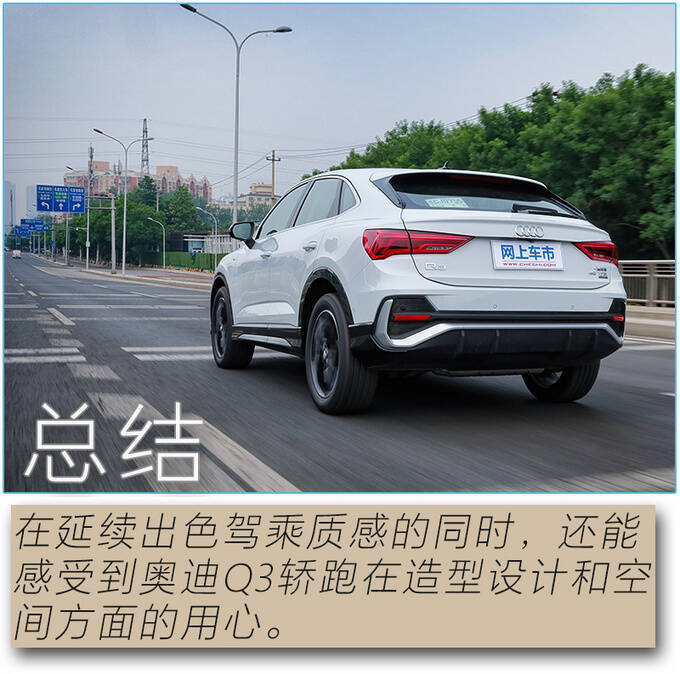 网上车市
Q3
总结
在延续出色驾乘质感的同时，还能
感受到奥迪Q3轿跑在造型设计和空
间方面的用心。